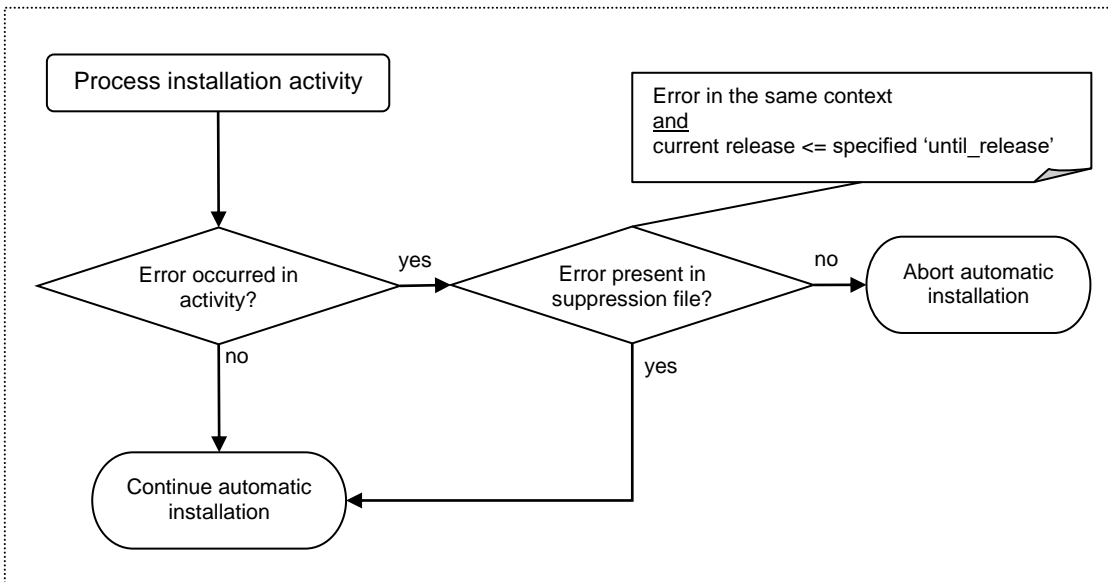 Process installation activity
Error in the same context
and
current release <= specified ‘until_release’
Error occurred in
activity?
yes
Error present in
suppression file?
no
Abort automatic
installation
no
yes
Continue automatic
installation